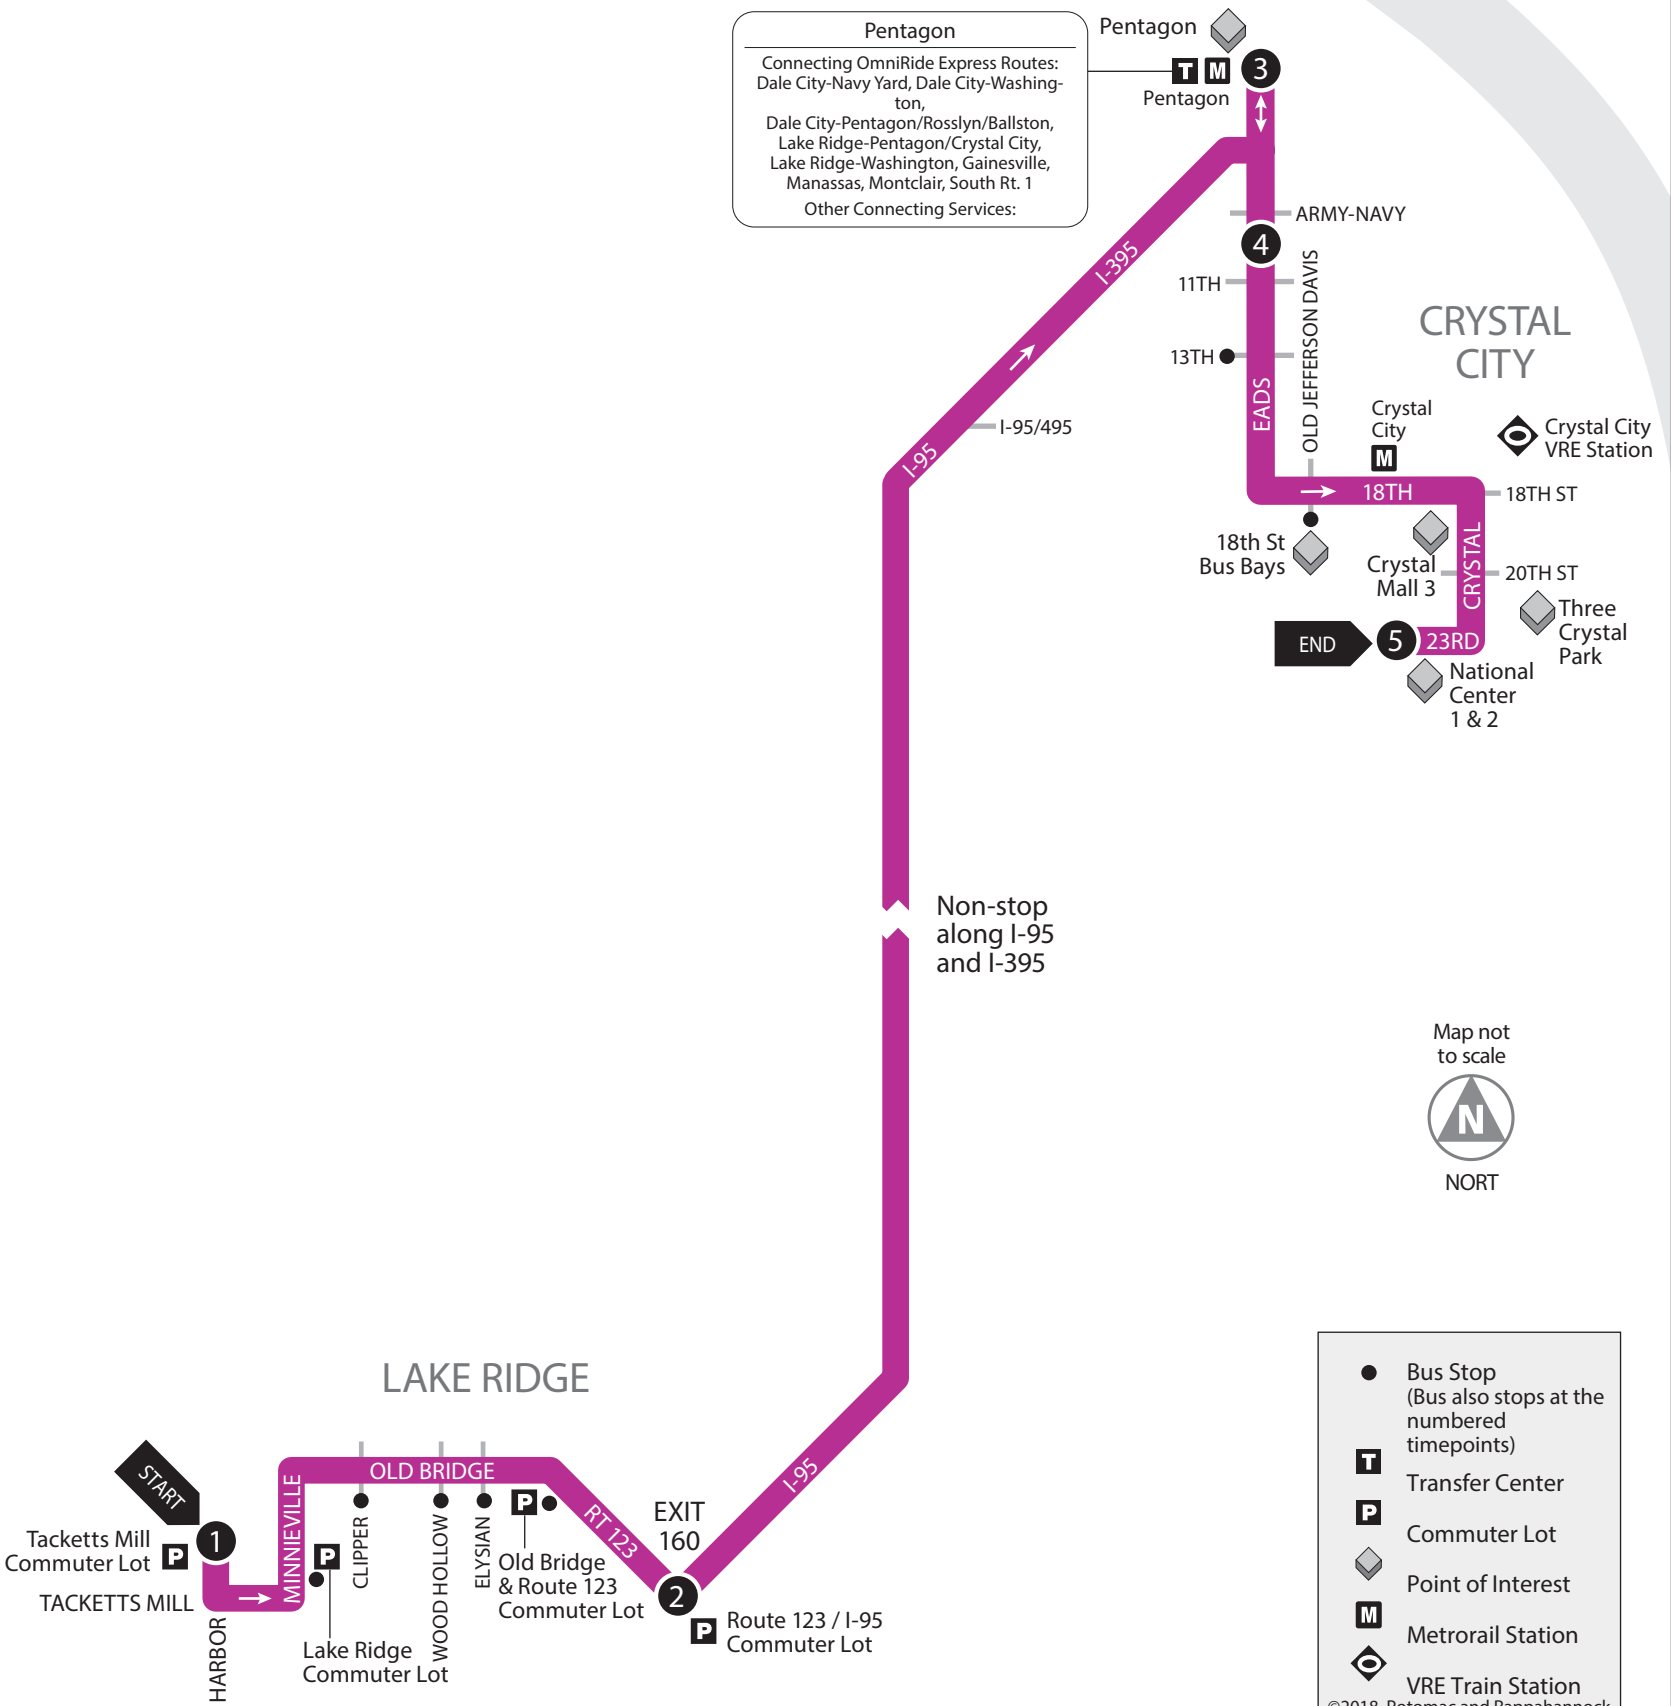 Pentagon
Connecting OmniRide Express Routes:
Dale City-Navy Yard, Dale City-Washing-
ton,
Dale City-Pentagon/Rosslyn/Ballston,
Lake Ridge-Pentagon/Crystal City,
Lake Ridge-Washington, Gainesville,
Manassas, Montclair, South Rt. 1
Other Connecting Services:
Pentagon
T M 3
Pentagon
ARMY-NAVY
4
11TH
13TH
OLD JEFFERSON DAVIS
EADS
I-395
I-95/495
I-95
CRYSTAL
CITY
Crystal
City
M
Crystal City
VRE Station
18TH
18TH ST
18th St
Bus Bays
Crystal
Mall 3
CRYSTAL
20TH ST
Three
Crystal
Park
END
5
23RD
National
Center
1 & 2
Non-stop
along I-95
and I-395
Map not
to scale
N
NORT
LAKE RIDGE
START
1
Tacketts Mill
Commuter Lot
P
TACKETTS MILL
HARBOR
MINNIEVILLE
OLD BRIDGE
P
Lake Ridge
Commuter Lot
CLIPPER
WOOD HOLLOW
ELYSIAN
P
Old Bridge
& Route 123
Commuter Lot
RT 123
EXIT
160
2
P
Route 123 / I-95
Commuter Lot
I-95
Bus Stop
(Bus also stops at the
numbered
timepoints)
T
Transfer Center
P
Commuter Lot
Point of Interest
M
Metrorail Station
VRE Train Station
©2018 Potomac and Rappahannock